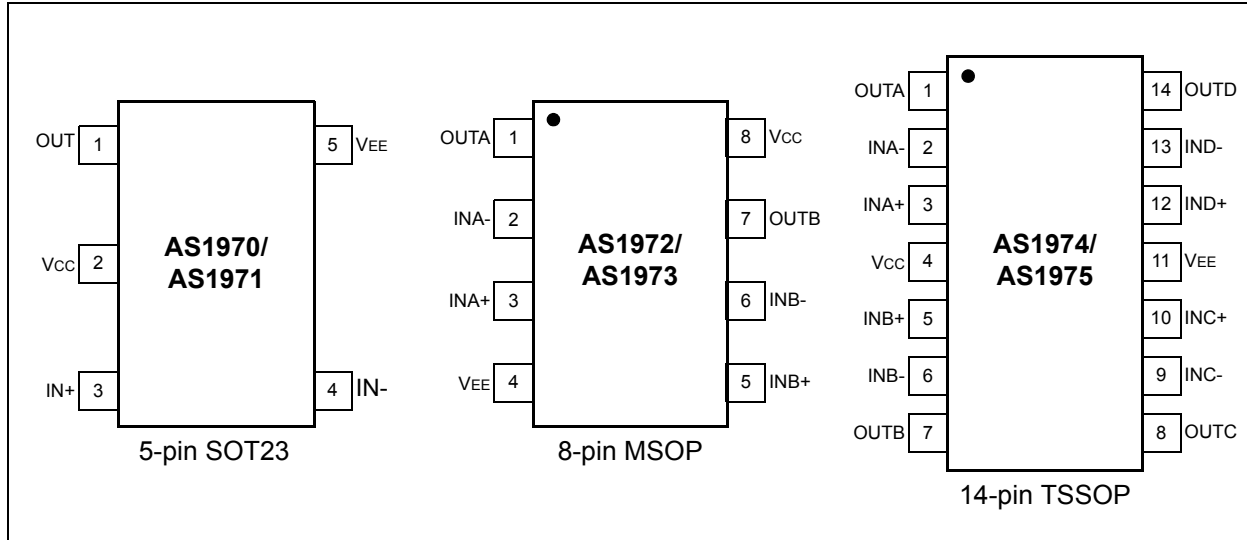 OUT 1
5 VEE
VCC 2
AS1970/
AS1971
IN+ 3
4 IN-
5-pin SOT23
OUTA 1
8 VCC
INA- 2
7 OUTB
AS1972/
AS1973
INA+ 3
6 INB-
VEE 4
5 INB+
8-pin MSOP
OUTA 1
14 OUTD
INA- 2
13 IND-
INA+ 3
12 IND+
AS1974/
AS1975
VCC 4
11 VEE
INB+ 5
10 INC+
INB- 6
9 INC-
OUTB 7
8 OUTC
14-pin TSSOP